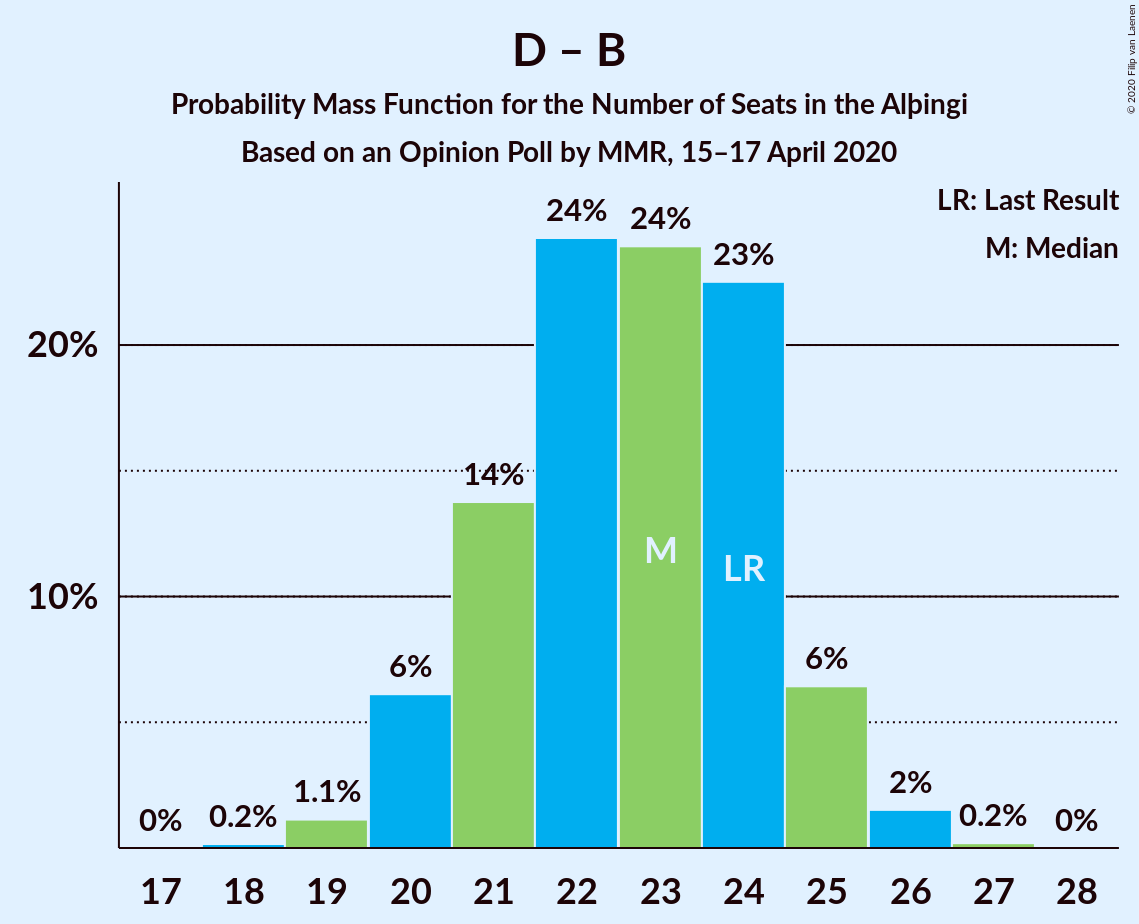 D – B
Probability Mass Function for the Number of Seats in the Alþingi
Based on an Opinion Poll by MMR, 15–17 April 2020
© 2020 Filip van Laenen
LR: Last Result
M: Median
24%
24%
23%
20%
14%
M
LR
10%
6%
6%
1.1%
2%
0%
0.2%
0.2%
0%
17 18 19 20 21 22 23 24 25 26 27 28